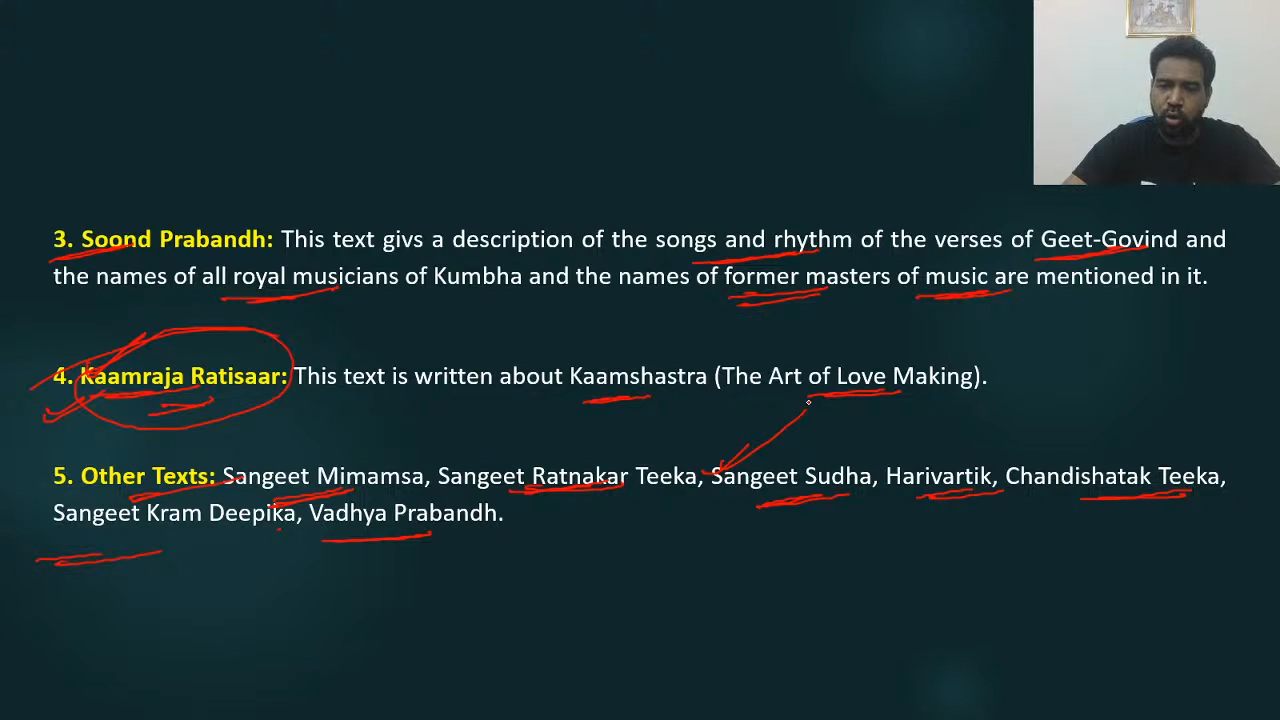 3. Soond Prabandh: This text givs a description of the songs and rhythm of the verses of Geet-Govind and
the names of all royal musicians of Kumbha and the names of former masters of music are mentioned in it.
4. Kaamraja Ratisaar: This text is written about Kaamshastra (The Art of Love Making).
5. Other Texts: Sangeet Mimamsa, Sangeet Ratnakar Teeka, Sangeet Sudha, Harivartik, Chandishatak Teeka,
Sangeet Kram Deepika, Vadhya Prabandh.